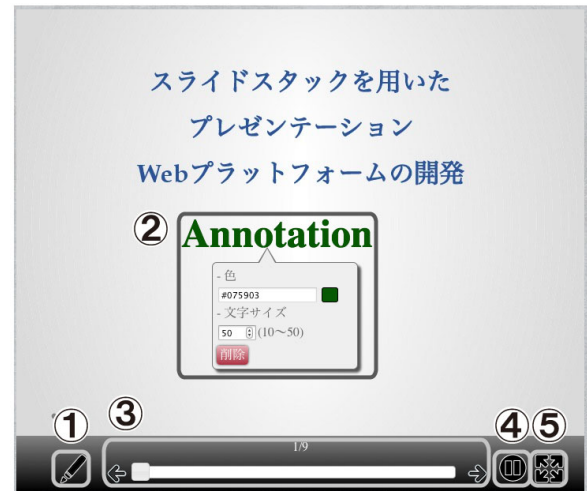 スライドスタックを用いた
プレゼンテーション
Webプラットフォームの開発
② Annotation
- 色
#075903
- 文字サイズ
50 (10〜50)
削除
① ③ ④ ⑤
1/9